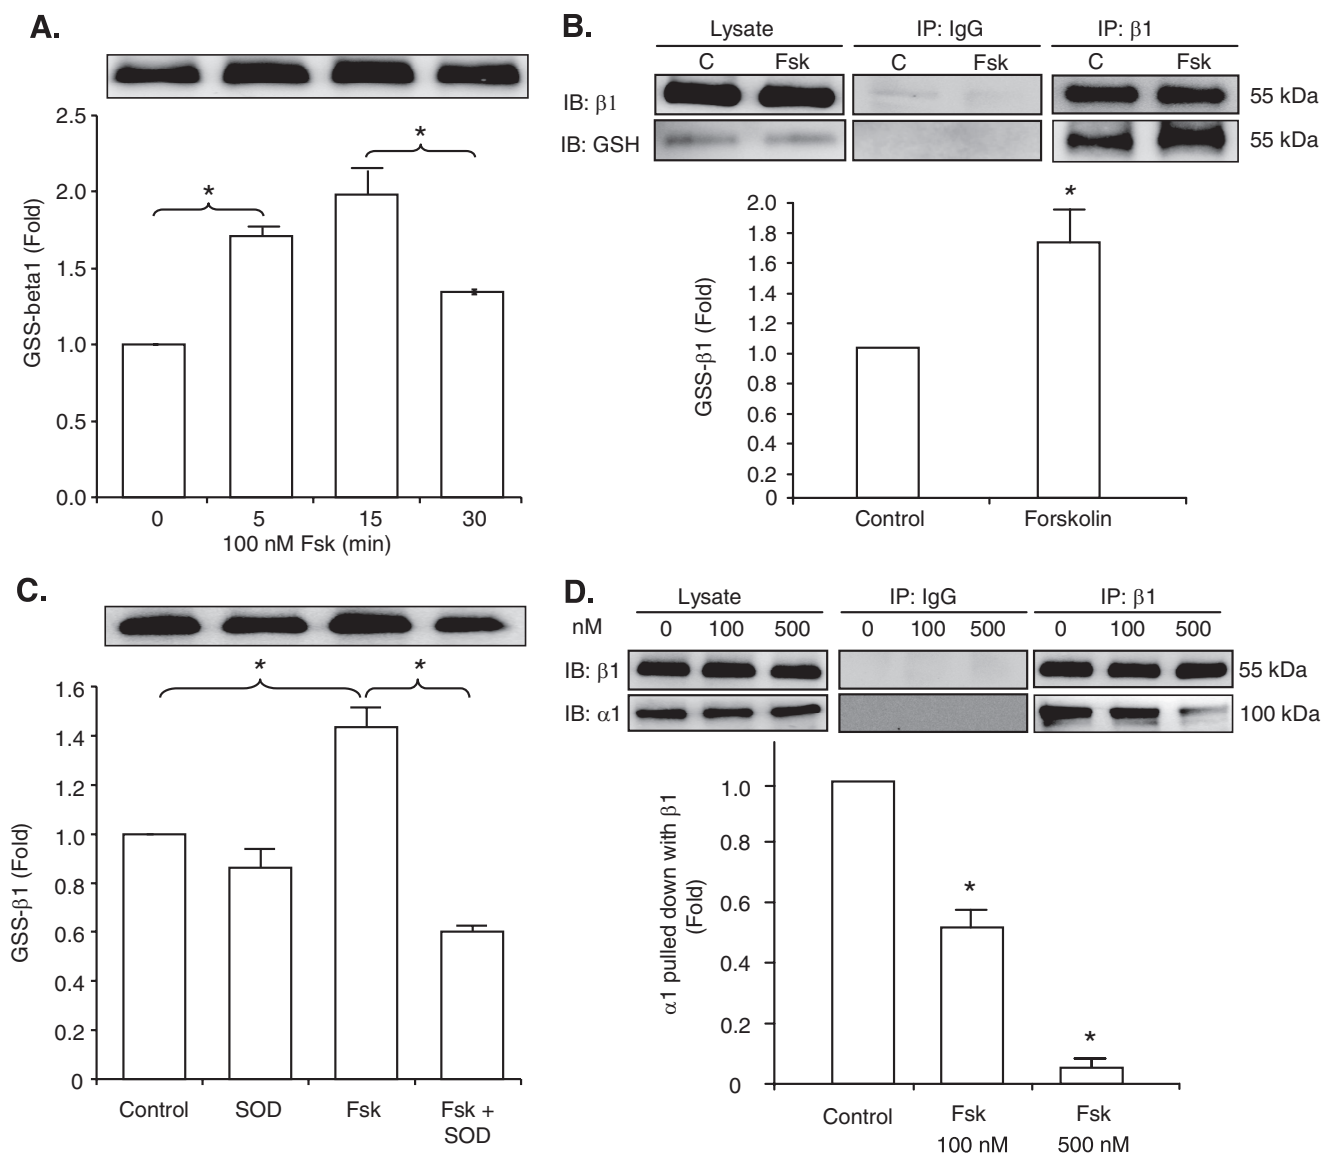 A.
*
*
2.5
2.0
1.5
1.0
0.5
0.0
GSS-beta1 (Fold)
0 5 15 30
100 nM Fsk (min)
B.
Lysate IP: IgG IP: β1
C Fsk C Fsk C Fsk
IB: β1 55 kDa
IB: GSH 55 kDa
*
2.0
1.8
1.6
1.4
1.2
1.0
0.8
0.6
0.4
0.2
0
GSS-β1 (Fold)
Control Forskolin
C.
* *
1.6
1.4
1.2
1.0
0.8
0.6
0.4
0.2
0
GSS-β1 (Fold)
Control SOD Fsk Fsk +
SOD
D.
Lysate IP: IgG IP: β1
nM 0 100 500 0 100 500 0 100 500
IB: β1 55 kDa
IB: α1 100 kDa
1.0
0.8
0.6
0.4
0.2
0
α1 pulled down with β1
(Fold)
*
*
Control Fsk Fsk
100 nM 500 nM